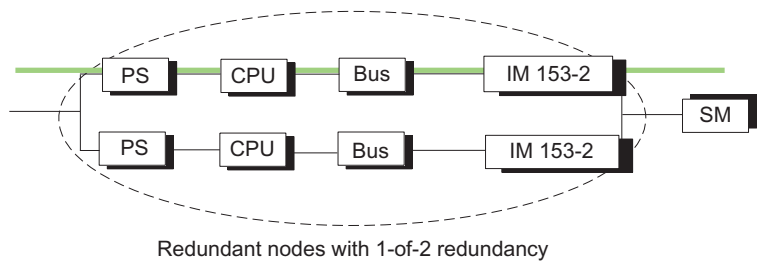 PS CPU Bus IM 153-2
SM
PS CPU Bus IM 153-2
Redundant nodes with 1-of-2 redundancy